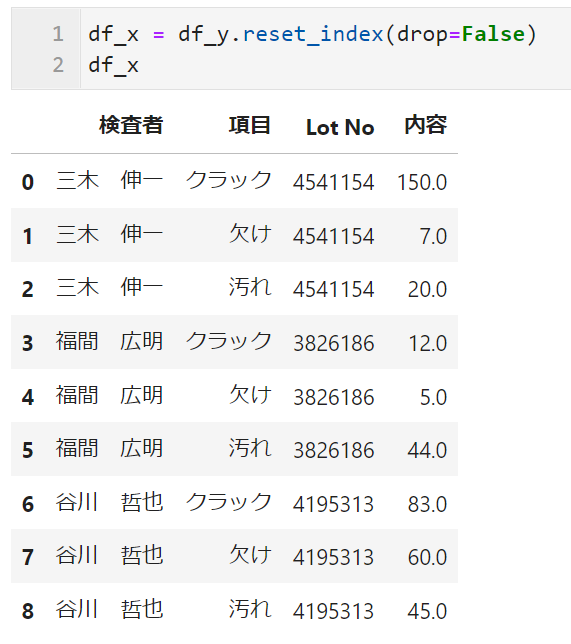 1 df_x = df_y.reset_index(drop=False)
2 df_x
検査者 項目 Lot No 内容
0 三木　伸一 クラック 4541154 150.0
1 三木　伸一 欠け 4541154 7.0
2 三木　伸一 汚れ 4541154 20.0
3 福間　広明 クラック 3826186 12.0
4 福間　広明 欠け 3826186 5.0
5 福間　広明 汚れ 3826186 44.0
6 谷川　哲也 クラック 4195313 83.0
7 谷川　哲也 欠け 4195313 60.0
8 谷川　哲也 汚れ 4195313 45.0